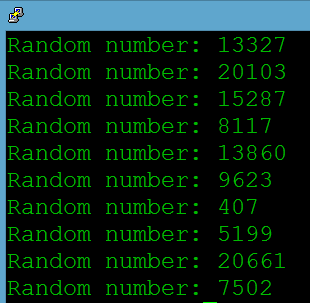 Random number: 13327
Random number: 20103
Random number: 15287
Random number: 8117
Random number: 13860
Random number: 9623
Random number: 407
Random number: 5199
Random number: 20661
Random number: 7502